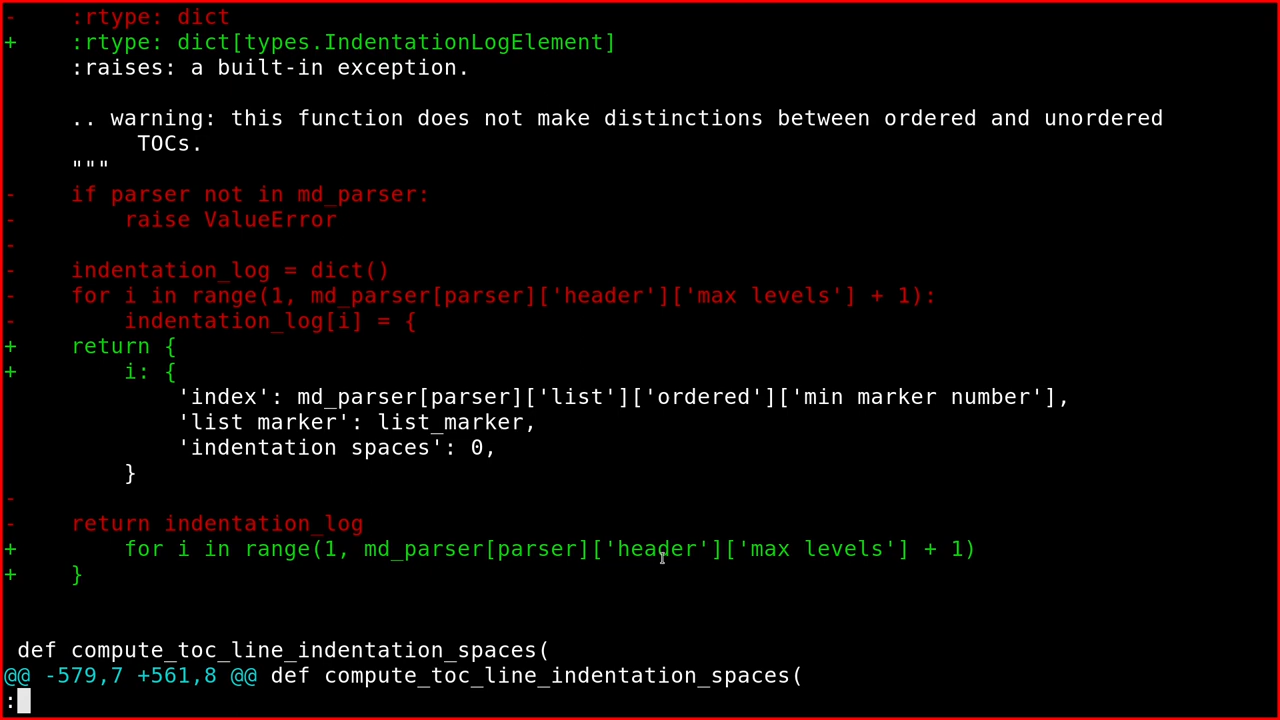 -    :rtype: dict
+    :rtype: dict[types.IndentationLogElement]
     :raises: a built-in exception.
     .. warning: this function does not make distinctions between ordered and unordered
          TOCs.
     """
-    if parser not in md_parser:
-        raise ValueError
-
-    indentation_log = dict()
-    for i in range(1, md_parser[parser]['header']['max levels'] + 1):
-        indentation_log[i] = {
+    return {
+        i: {
             'index': md_parser[parser]['list']['ordered']['min marker number'],
             'list marker': list_marker,
             'indentation spaces': 0,
         }
-
-    return indentation_log
+        for i in range(1, md_parser[parser]['header']['max levels'] + 1)
+    }
 def compute_toc_line_indentation_spaces(
@@ -579,7 +561,8 @@ def compute_toc_line_indentation_spaces(
: